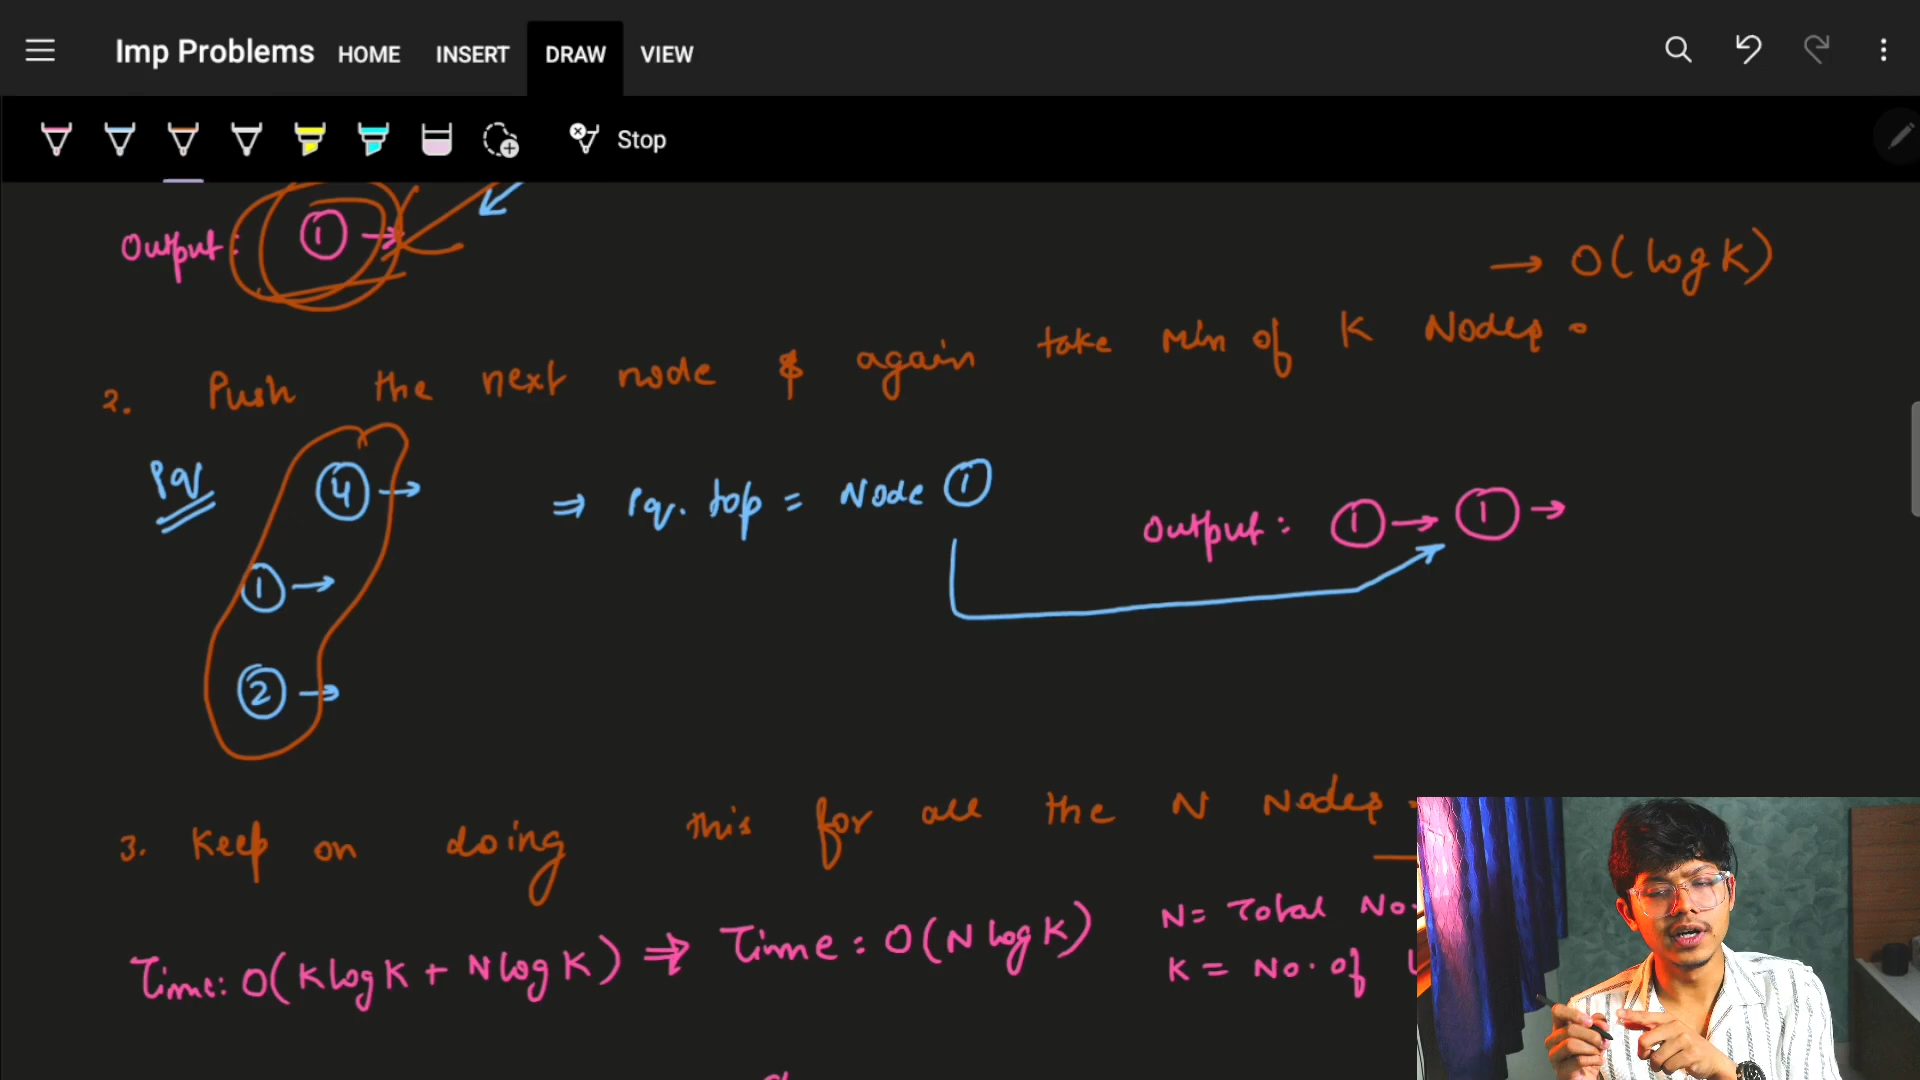 Imp Problems HOME INSERT DRAW VIEW
Stop
Output: 1 →
→ O(log K)
2. Push the next node & again take Min of K Nodes
Pq 4 → ⇒ Pq. top = Node 1
Output: 1 → 1 →
1 →
2 →
3. Keep on doing this for all the N Nodes
Time: O(K log K + N log K) ⇒ Time: O(N log K)
N = Total No.
K = No. of